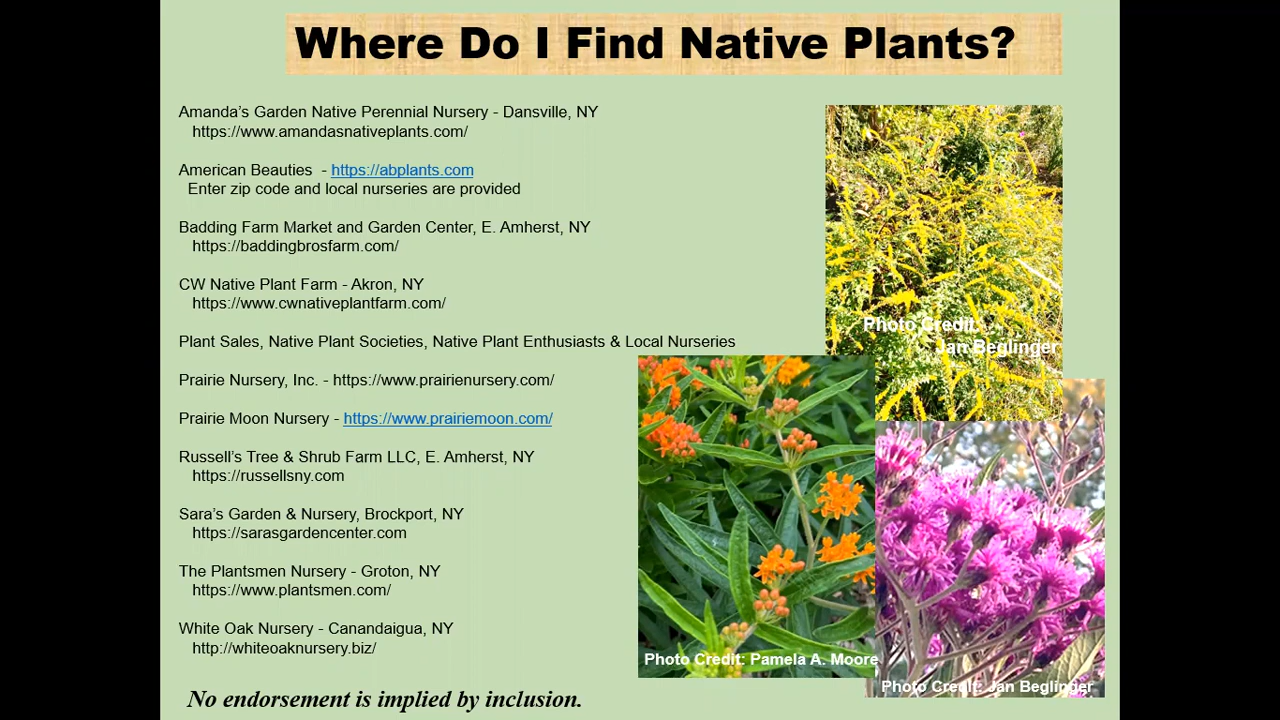 Where Do I Find Native Plants?
Amanda’s Garden Native Perennial Nursery - Dansville, NY
https://www.amandasnativeplants.com/
American Beauties - https://abplants.com
Enter zip code and local nurseries are provided
Badding Farm Market and Garden Center, E. Amherst, NY
https://baddingbrosfarm.com/
CW Native Plant Farm - Akron, NY
https://www.cwnativeplantfarm.com/
Plant Sales, Native Plant Societies, Native Plant Enthusiasts & Local Nurseries
Prairie Nursery, Inc. - https://www.prairienursery.com/
Prairie Moon Nursery - https://www.prairiemoon.com/
Russell’s Tree & Shrub Farm LLC, E. Amherst, NY
https://russellsny.com
Sara’s Garden & Nursery, Brockport, NY
https://sarasgardencenter.com
The Plantsmen Nursery - Groton, NY
https://www.plantsmen.com/
White Oak Nursery - Canandaigua, NY
http://whiteoaknursery.biz/
No endorsement is implied by inclusion.
Photo Credit:
Jan Beglinger
Photo Credit: Pamela A. Moore
Photo Credit: Jan Beglinger